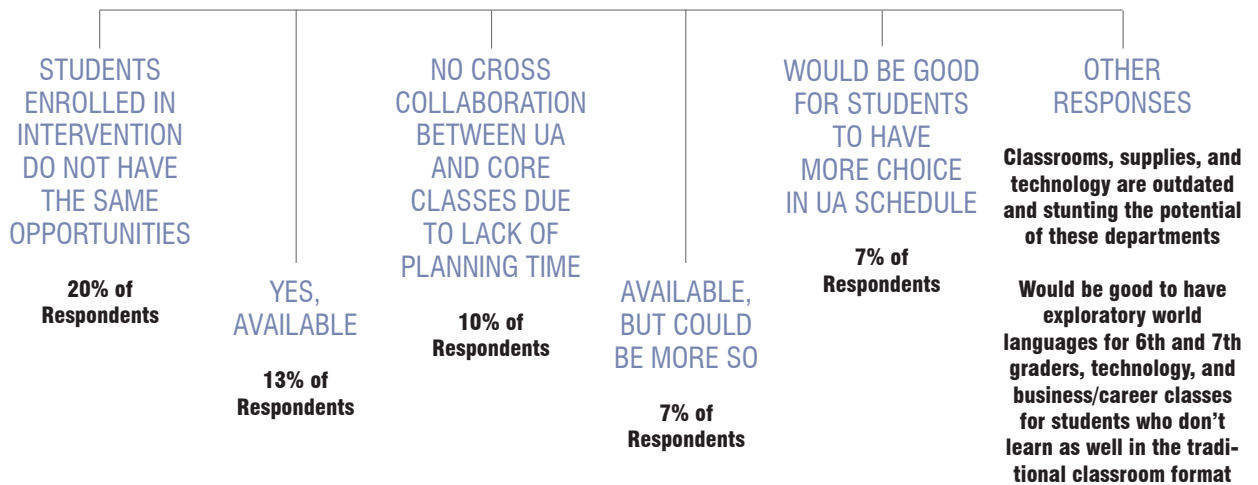 STUDENTS
ENROLLED IN
INTERVENTION
DO NOT HAVE
THE SAME
OPPORTUNITIES
20% of
Respondents
YES,
AVAILABLE
13% of
Respondents
NO CROSS
COLLABORATION
BETWEEN UA
AND CORE
CLASSES DUE
TO LACK OF
PLANNING TIME
10% of
Respondents
AVAILABLE,
BUT COULD
BE MORE SO
7% of
Respondents
WOULD BE GOOD
FOR STUDENTS
TO HAVE
MORE CHOICE
IN UA SCHEDULE
7% of
Respondents
OTHER
RESPONSES
Classrooms, supplies, and
technology are outdated
and stunting the potential
of these departments
Would be good to have
exploratory world
languages for 6th and 7th
graders, technology, and
business/career classes
for students who don’t
learn as well in the tradi-
tional classroom format